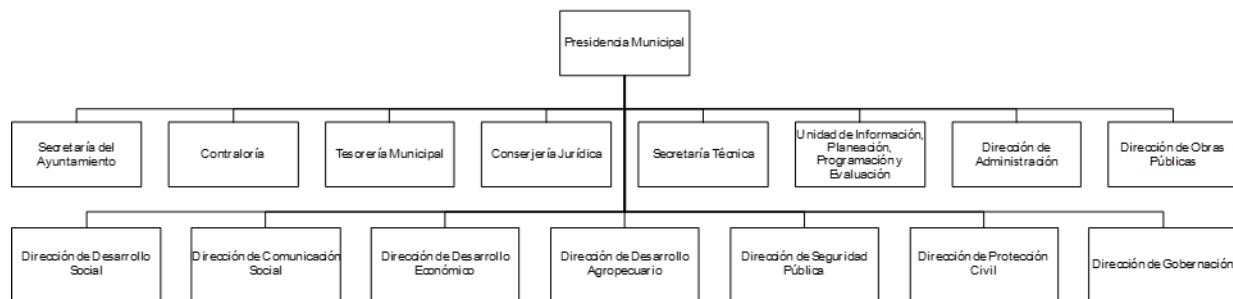 Presidencia Municipal
Secretaría del
Ayuntamiento
Contraloría
Tesorería Municipal
Conserjería Jurídica
Secretaría Técnica
Unidad de Información,
Planeación,
Programación y
Evaluación
Dirección de
Administración
Dirección de Obras
Públicas
Dirección de Desarrollo
Social
Dirección de Comunicación
Social
Dirección de Desarrollo
Económico
Dirección de Desarrollo
Agropecuario
Dirección de Seguridad
Pública
Dirección de Protección
Civil
Dirección de Gobernación